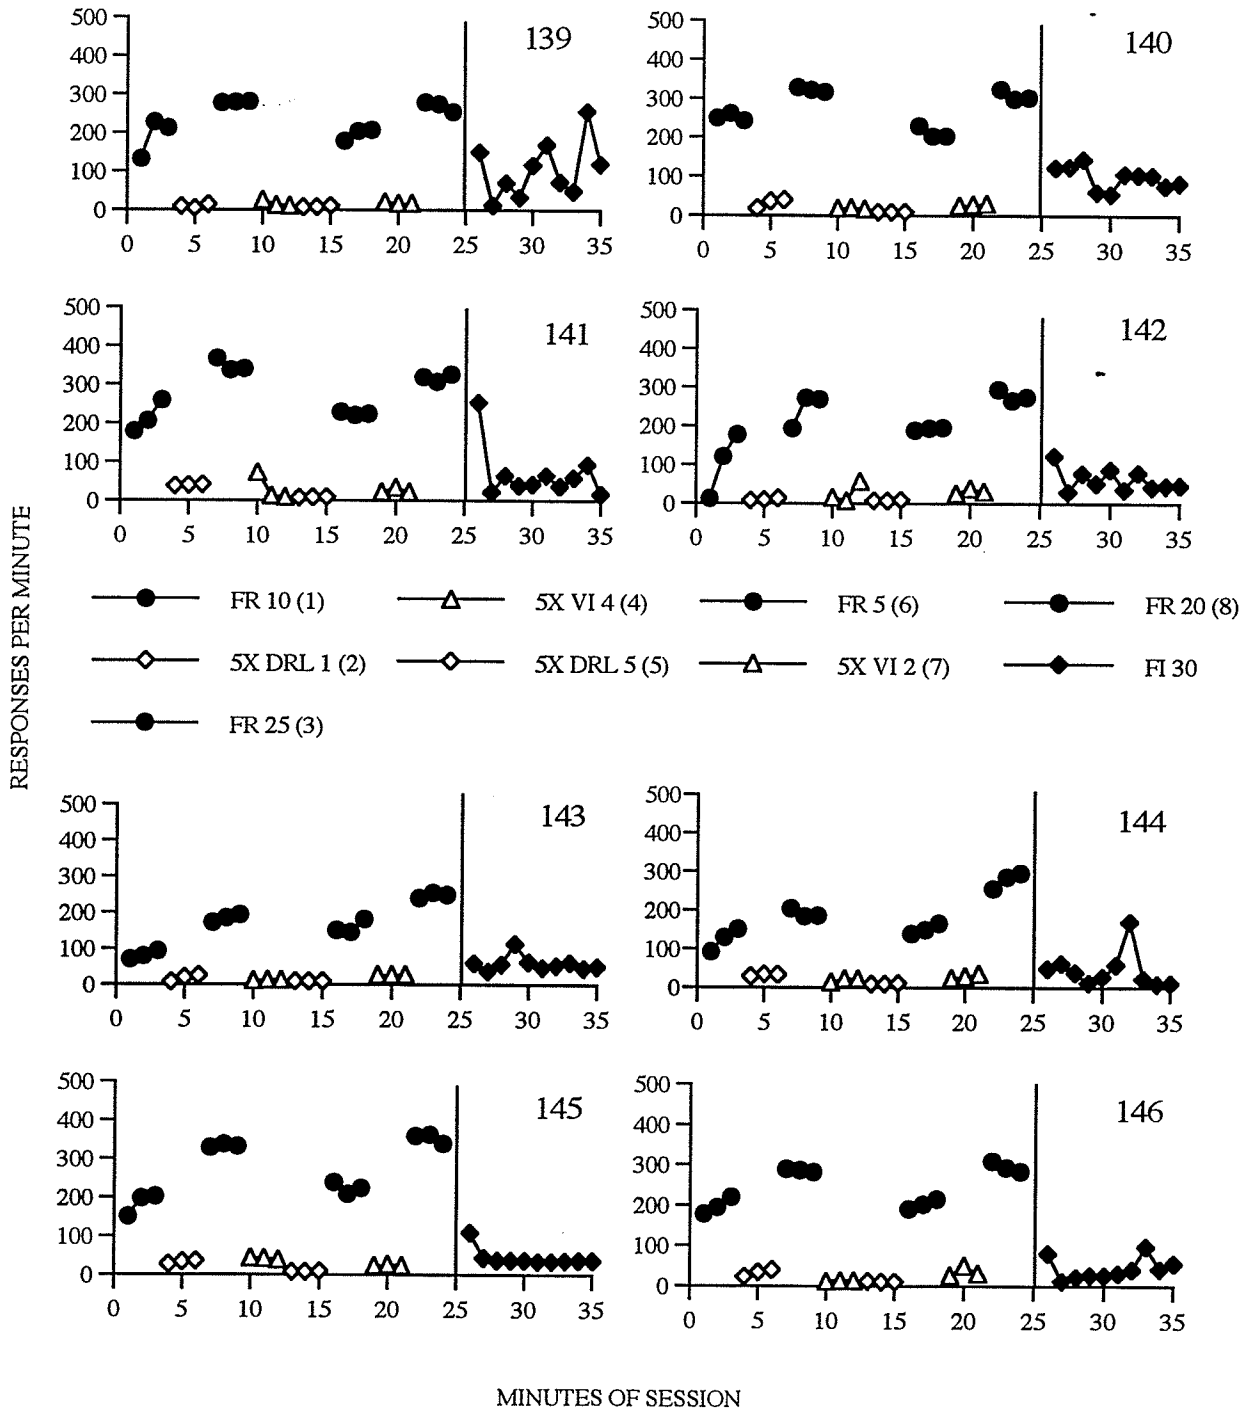 500 400 300 200 100 0
139
0 5 10 15 20 25 30 35
500 400 300 200 100 0
140
0 5 10 15 20 25 30 35
500 400 300 200 100 0
141
0 5 10 15 20 25 30 35
500 400 300 200 100 0
142
0 5 10 15 20 25 30 35
RESPONSES PER MINUTE
FR 10 (1) 5X VI 4 (4) FR 5 (6) FR 20 (8)
5X DRL 1 (2) 5X DRL 5 (5) 5X VI 2 (7) FI 30
FR 25 (3)
500 400 300 200 100 0
143
0 5 10 15 20 25 30 35
500 400 300 200 100 0
144
0 5 10 15 20 25 30 35
500 400 300 200 100 0
145
0 5 10 15 20 25 30 35
500 400 300 200 100 0
146
0 5 10 15 20 25 30 35
MINUTES OF SESSION